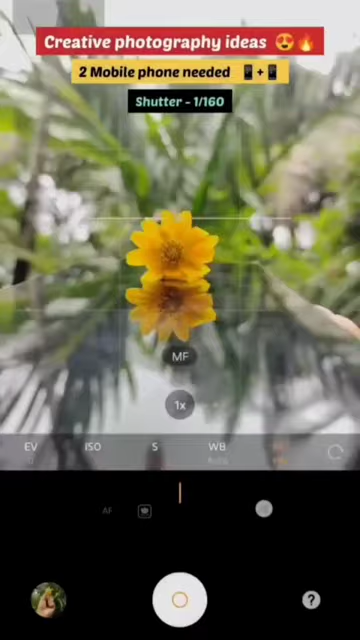 Creative photography ideas 😍🔥
2 Mobile phone needed 📱+📱
Shutter - 1/160
MF
1x
EV ISO S WB
AF
?